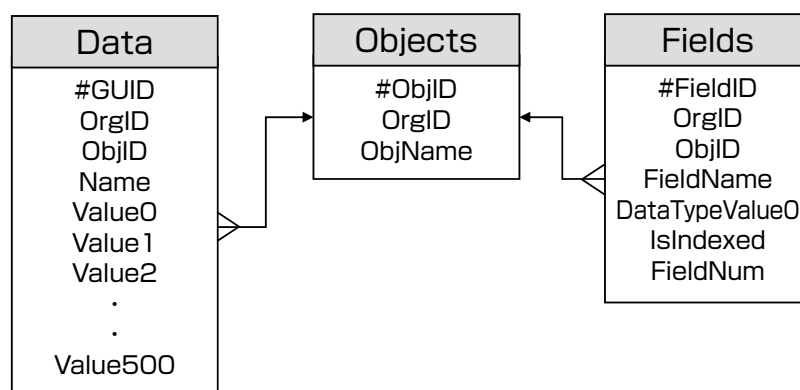 Data
#GUID
OrgID
ObjID
Name
Value0
Value1
Value2
.
.
Value500
Objects
#ObjID
OrgID
ObjName
Fields
#FieldID
OrgID
ObjID
FieldName
DataTypeValue0
IsIndexed
FieldNum